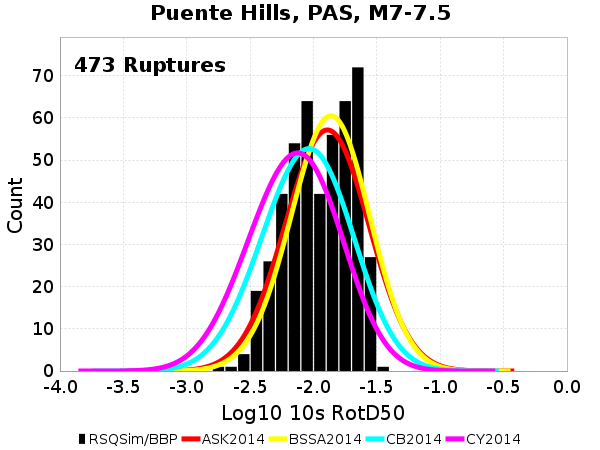 Puente Hills, PAS, M7-7.5
473 Ruptures
Count
70
60
50
40
30
20
10
0
-4.0 -3.5 -3.0 -2.5 -2.0 -1.5 -1.0 -0.5 0.0
Log10 10s RotD50
RSQSim/BBP ASK2014 BSSA2014 CB2014 CY2014